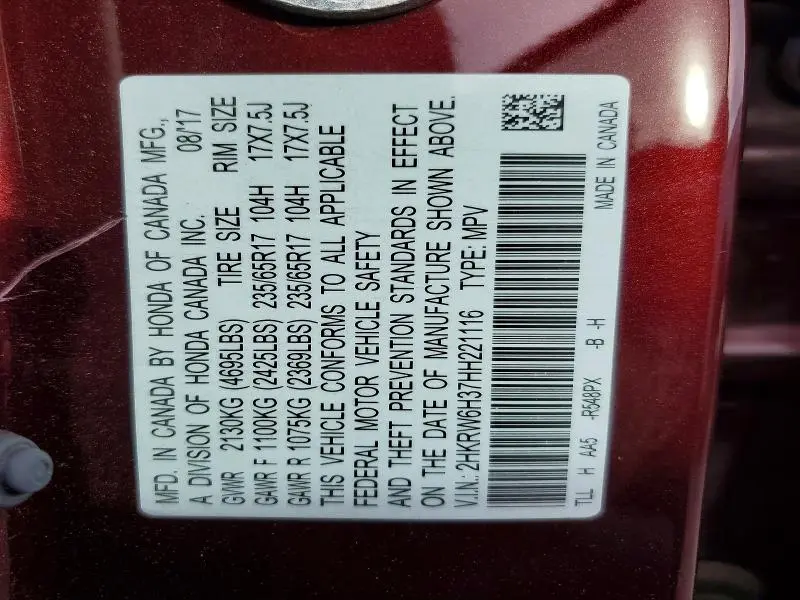 MFD. IN CANADA BY HONDA OF CANADA MFG.,
A DIVISION OF HONDA CANADA INC. 08/17
GVWR 2130KG (4695LBS) TIRE SIZE RIM SIZE
GAWR F 1100KG (2425LBS) 235/65R17 104H 17X7.5J
GAWR R 1075KG (2369LBS) 235/65R17 104H 17X7.5J
THIS VEHICLE CONFORMS TO ALL APPLICABLE
FEDERAL MOTOR VEHICLE SAFETY
AND THEFT PREVENTION STANDARDS IN EFFECT
ON THE DATE OF MANUFACTURE SHOWN ABOVE.
V.I.N.: 2HKRW6H37HH221116 TYPE: MPV
TLL H AA5 -R548PX -B -H
MADE IN CANADA